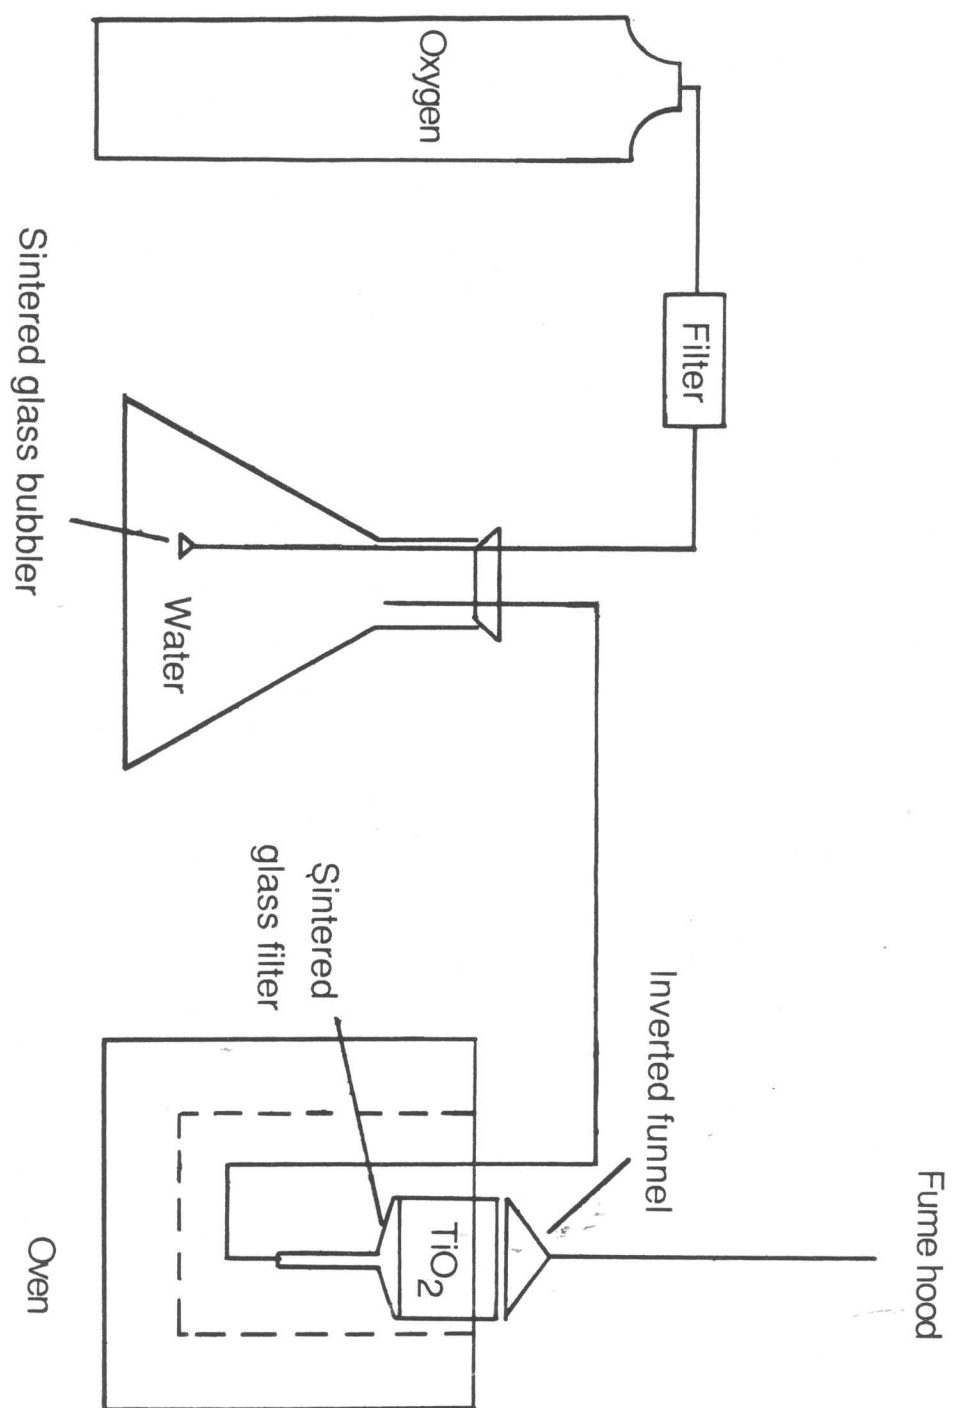 Oxygen
Filter
Sintered glass bubbler
Water
Sintered
glass filter
Inverted funnel
TiO₂
Fume hood
Oven